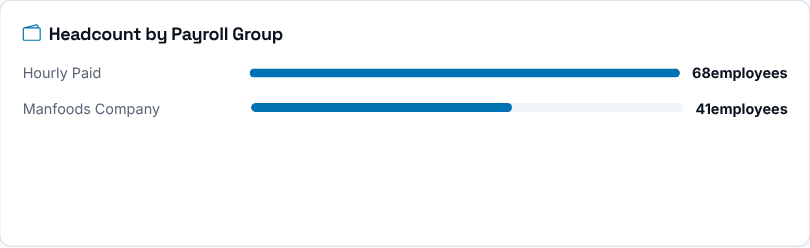 Headcount by Payroll Group
Hourly Paid 68employees
Manfoods Company 41employees